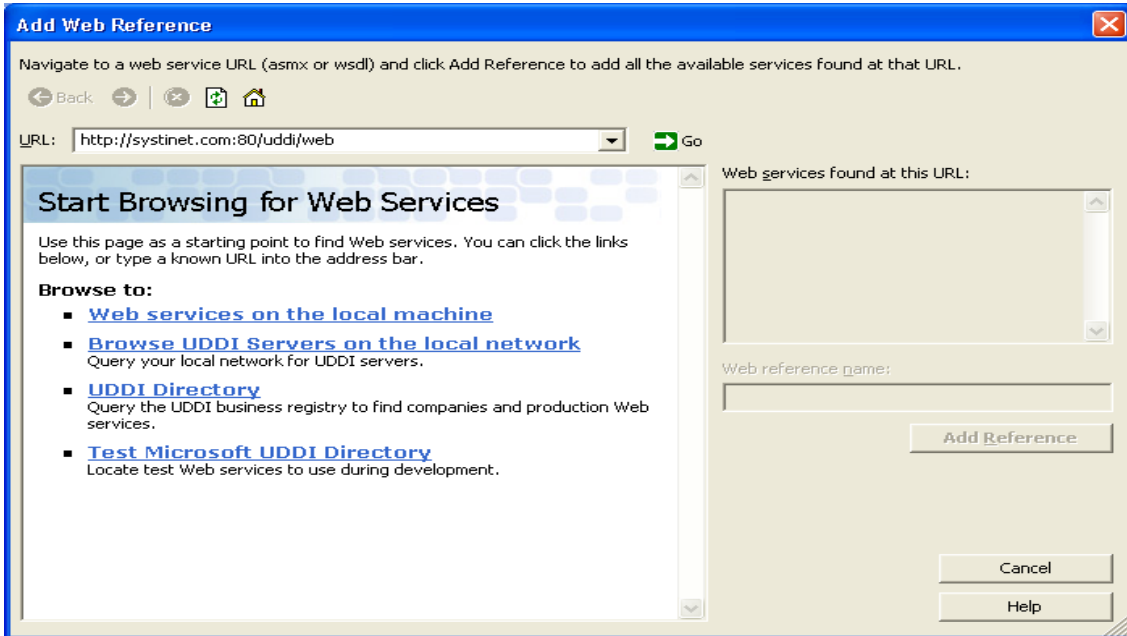 Add Web Reference
Navigate to a web service URL (asmx or wsdl) and click Add Reference to add all the available services found at that URL.
Back
URL: http://systinet.com:80/uddi/web Go
Start Browsing for Web Services
Use this page as a starting point to find Web services. You can click the links
below, or type a known URL into the address bar.
Browse to:
Web services on the local machine
Browse UDDI Servers on the local network
Query your local network for UDDI servers.
UDDI Directory
Query the UDDI business registry to find companies and production Web
services.
Test Microsoft UDDI Directory
Locate test Web services to use during development.
Web services found at this URL:
Web reference name:
Add Reference
Cancel
Help